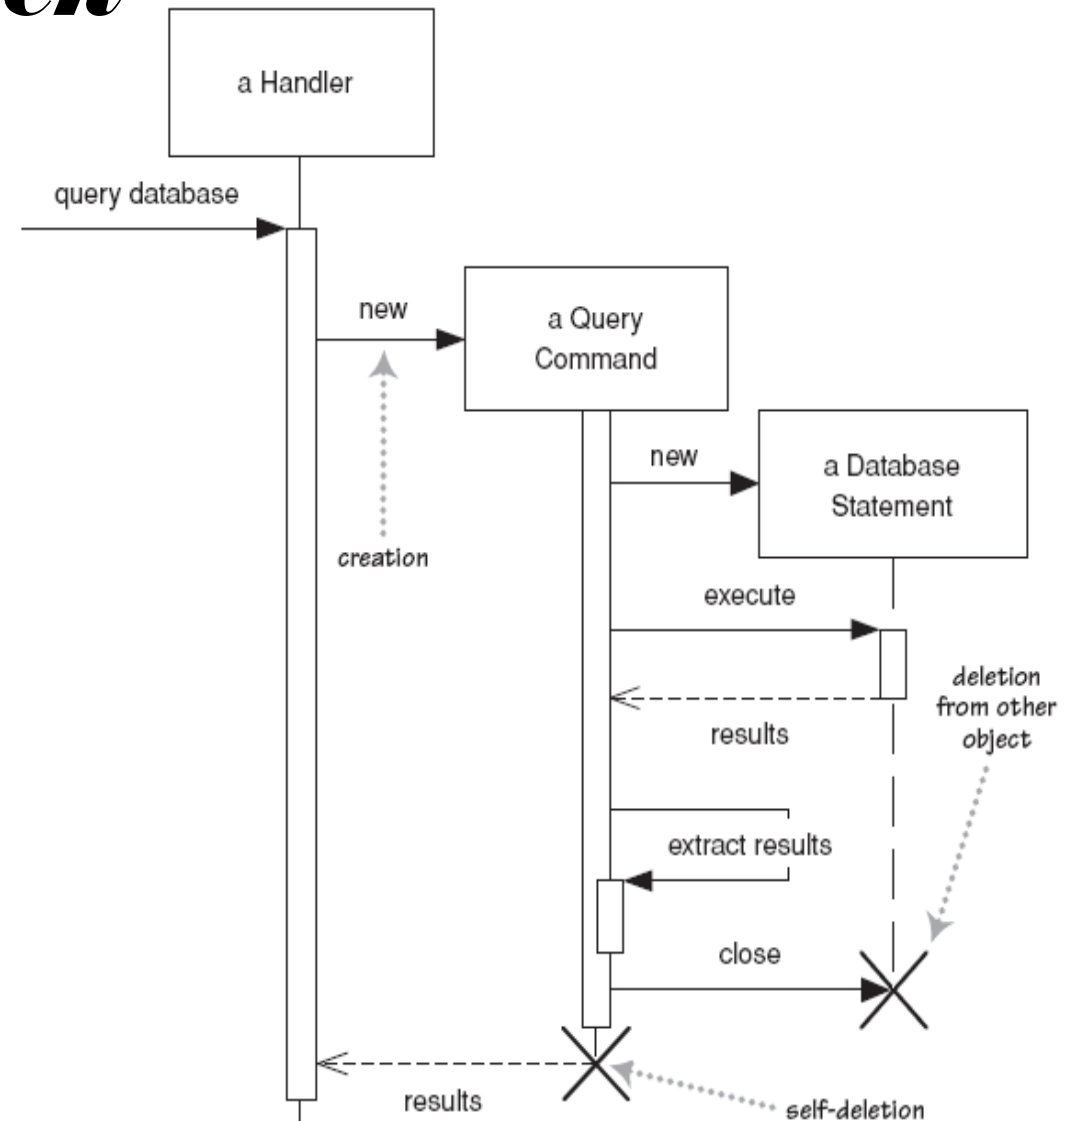 a Handler
query database
new
a Query
Command
new
a Database
Statement
creation
execute
deletion
from other
object
results
extract results
close
results
self-deletion